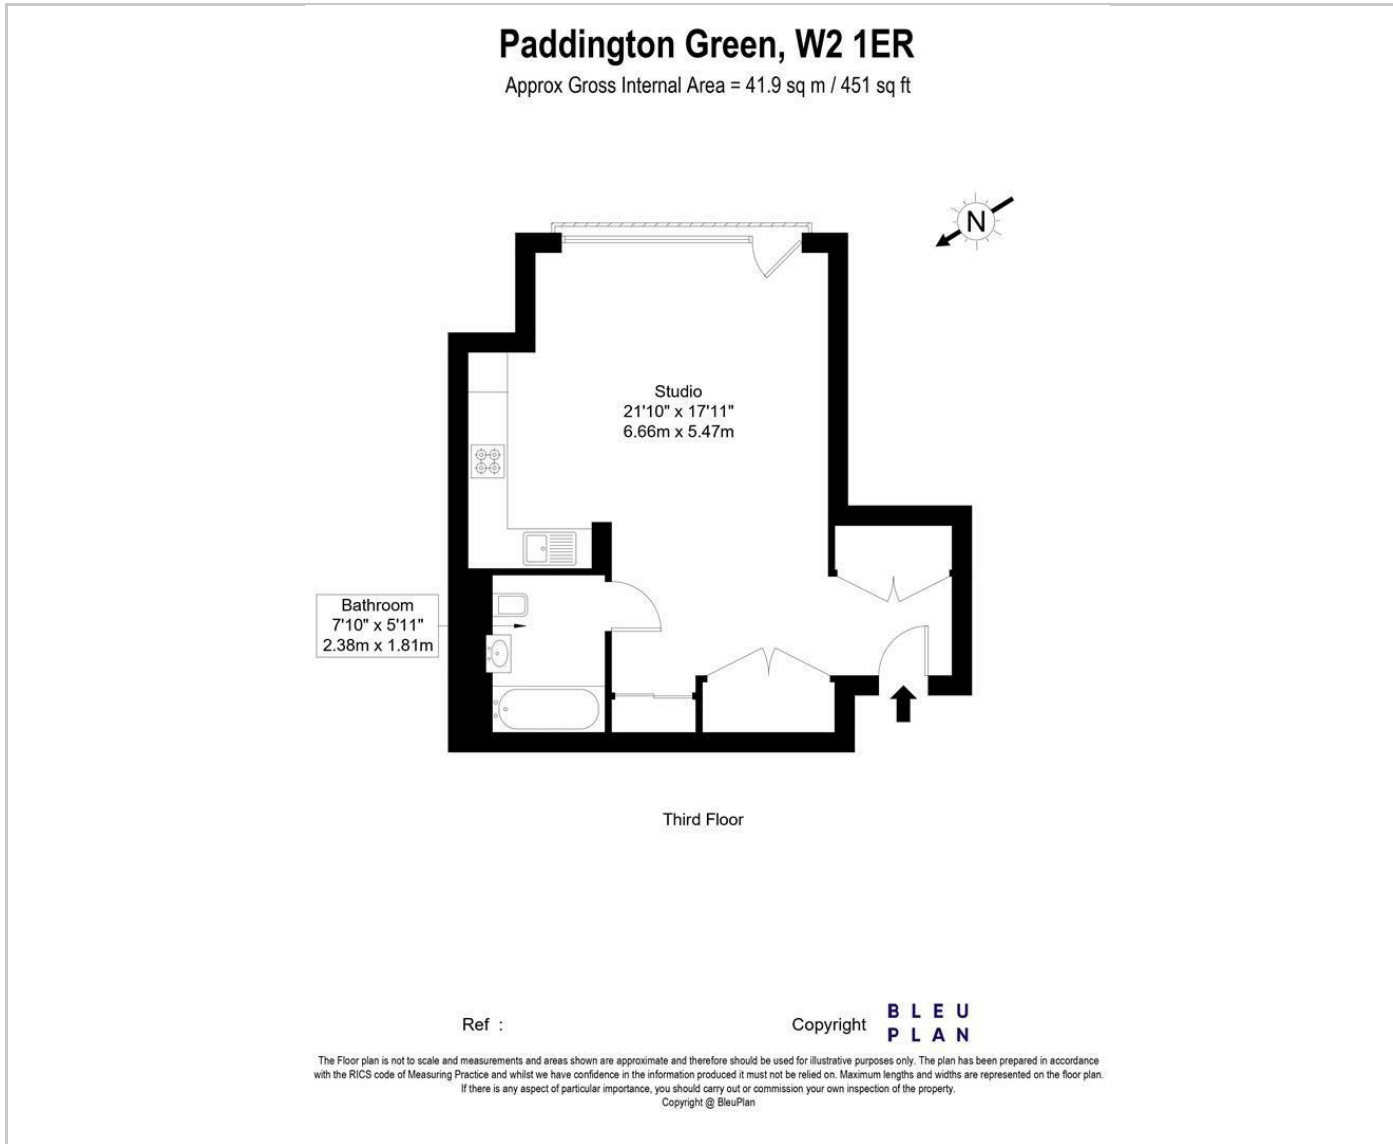 Paddington Green, W2 1ER
Approx Gross Internal Area = 41.9 sq m / 451 sq ft
N
Studio
21'10" x 17'11"
6.66m x 5.47m
Bathroom
7'10" x 5'11"
2.38m x 1.81m
Third Floor
Ref :
Copyright
BLEU
PLAN
The Floor plan is not to scale and measurements and areas shown are approximate and therefore should be used for illustrative purposes only. The plan has been prepared in accordance
with the RICS code of Measuring Practice and whilst we have confidence in the information produced it must not be relied on. Maximum lengths and widths are represented on the floor plan.
If there is any aspect of particular importance, you should carry out or commission your own inspection of the property.
Copyright @ BleuPlan